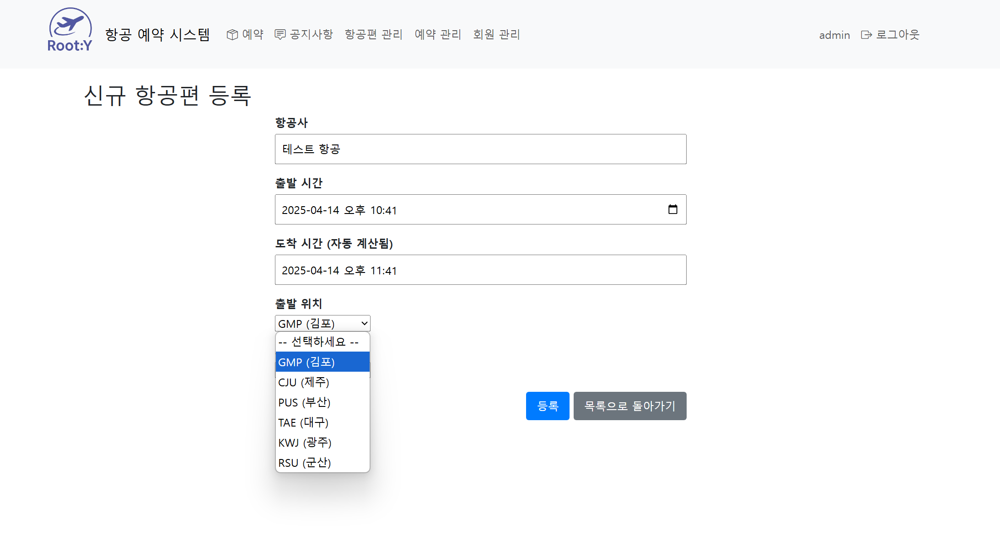 Root:Y
항공 예약 시스템 예약 공지사항 항공편 관리 예약 관리 회원 관리 admin 로그아웃
신규 항공편 등록
항공사
테스트 항공
출발 시간
2025-04-14 오후 10:41
도착 시간 (자동 계산됨)
2025-04-14 오후 11:41
출발 위치
GMP (김포)
-- 선택하세요 --
GMP (김포)
CJU (제주)
PUS (부산)
TAE (대구)
KWJ (광주)
RSU (군산)
등록 목록으로 돌아가기